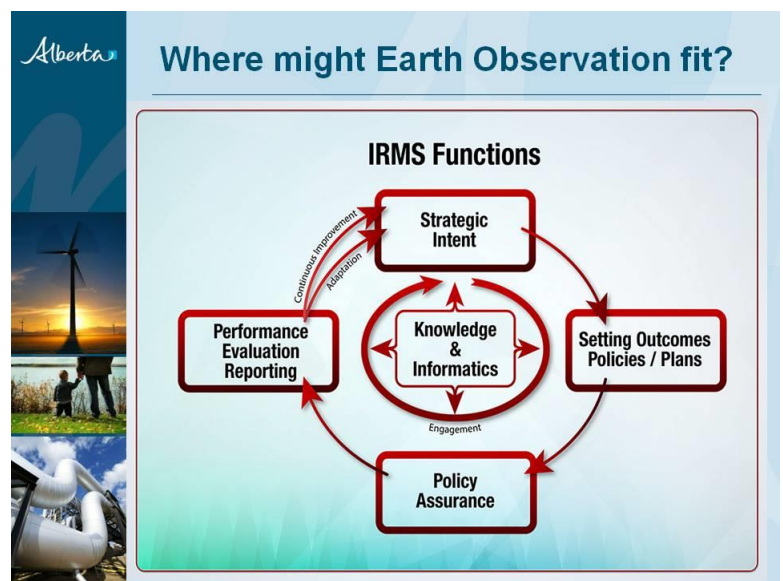 Alberta
Where might Earth Observation fit?
IRMS Functions
Strategic
Intent
Continuous Improvement
Adaptation
Performance
Evaluation
Reporting
Knowledge
&
Informatics
Setting Outcomes
Policies / Plans
Engagement
Policy
Assurance